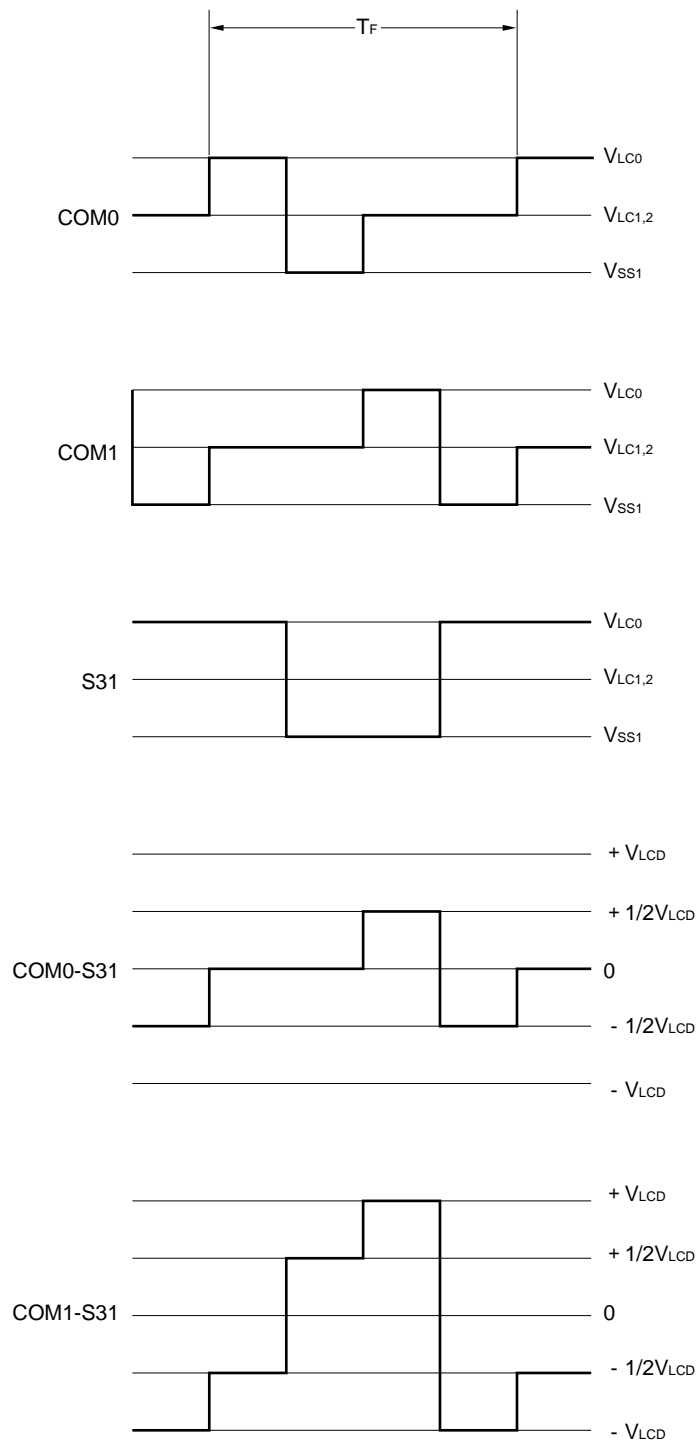 TF
VLC0
COM0
VLC1,2
VSS1
VLC0
COM1
VLC1,2
VSS1
VLC0
S31
VLC1,2
VSS1
+ VLCD
+ 1/2VLCD
COM0-S31
0
- 1/2VLCD
- VLCD
+ VLCD
+ 1/2VLCD
COM1-S31
0
- 1/2VLCD
- VLCD